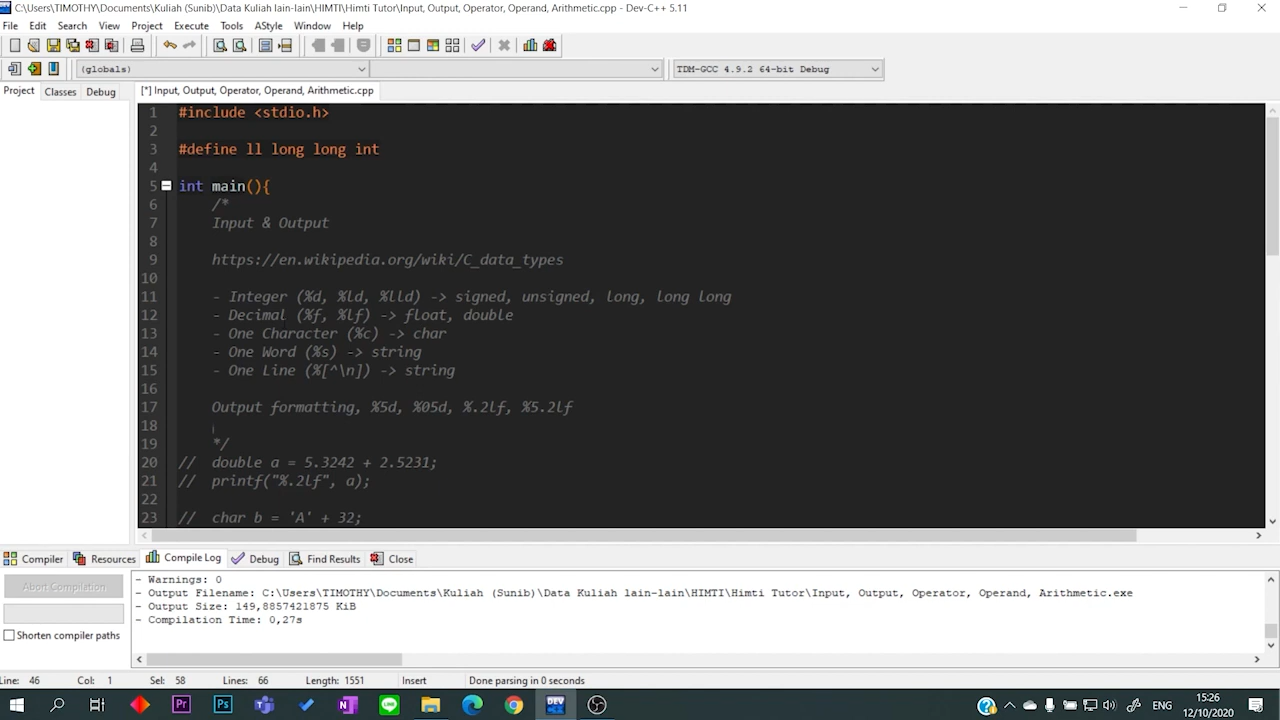 C:\Users\TIMOTHY\Documents\Kuliah (Sunib)\Data Kuliah lain-lain\HIMTI\Himti Tutor\Input, Output, Operator, Operand, Arithmetic.cpp - Dev-C++ 5.11
File Edit Search View Project Execute Tools AStyle Window Help
(globals) TDM-GCC 4.9.2 64-bit Debug
Project Classes Debug [*] Input, Output, Operator, Operand, Arithmetic.cpp
1 #include <stdio.h>
2
3 #define ll long long int
4
5 int main(){
6 /*
7 Input & Output
8
9 https://en.wikipedia.org/wiki/C_data_types
10
11 - Integer (%d, %ld, %lld) -> signed, unsigned, long, long long
12 - Decimal (%f, %lf) -> float, double
13 - One Character (%c) -> char
14 - One Word (%s) -> string
15 - One Line (%[^\n]) -> string
16
17 Output formatting, %5d, %05d, %.2lf, %5.2lf
18
19 */
20 // double a = 5.3242 + 2.5231;
21 // printf("%.2lf", a);
22
23 // char b = 'A' + 32;
Compiler Resources Compile Log Debug Find Results Close
Abort Compilation
Shorten compiler paths
- Warnings: 0
- Output Filename: C:\Users\TIMOTHY\Documents\Kuliah (Sunib)\Data Kuliah lain-lain\HIMTI\Himti Tutor\Input, Output, Operator, Operand, Arithmetic.exe
- Output Size: 149,8857421875 KiB
- Compilation Time: 0,27s
Line: 46 Col: 1 Sel: 58 Lines: 66 Length: 1551 Insert Done parsing in 0 seconds
Pr Ps DEV ENG 15:26
12/10/2020